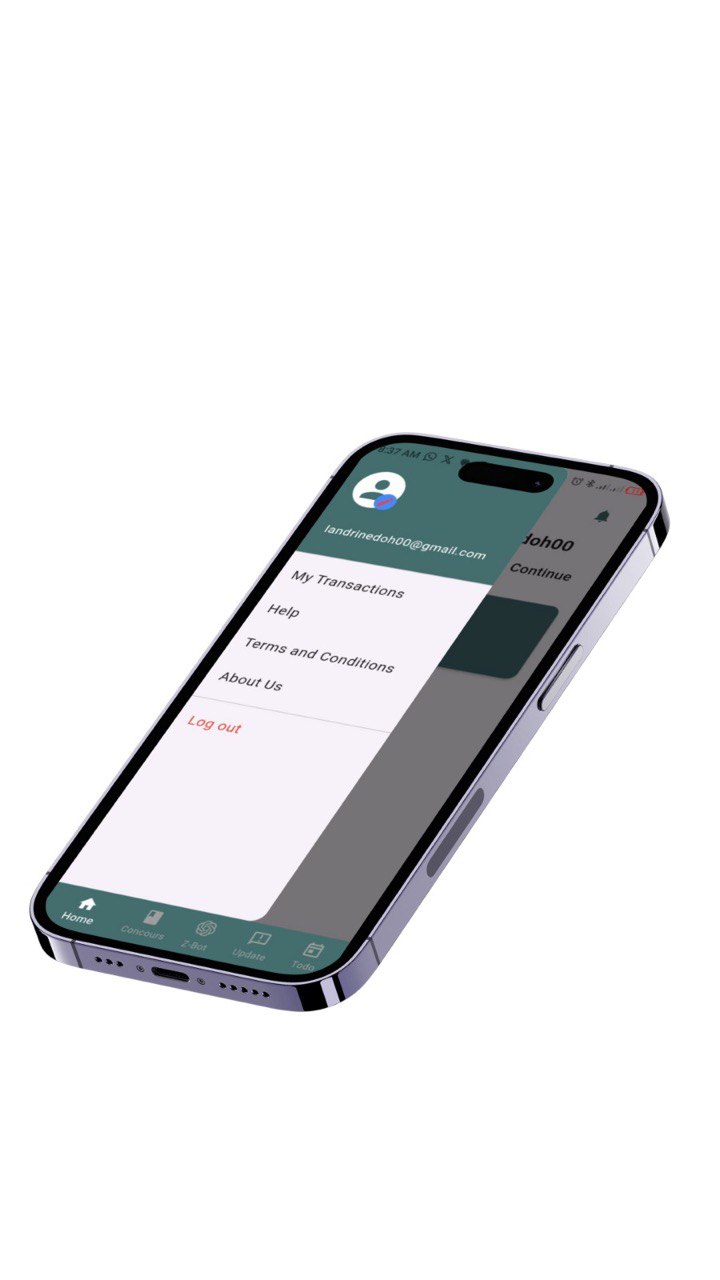 8:37 AM
landrinedoh00@gmail.com
doh00
Continue
My Transactions
Help
Terms and Conditions
About Us
Log out
Home
Concours
Z-Bot
Update
Todo